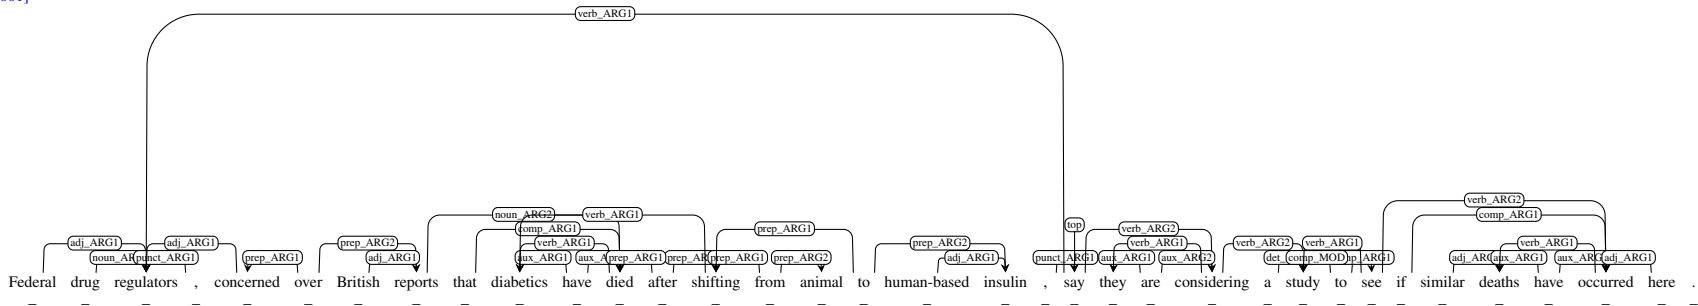 verb_ARG1
verb_ARG2
noun_ARG2 verb_ARG1 comp_ARG1
comp_ARG1 top prep_ARG1 verb_ARG2
adj_ARG1 adj_ARG1 prep_ARG2 verb_ARG1 prep_ARG2 verb_ARG1 verb_ARG2 verb_ARG1 verb_ARG1
punct_ARG1 prep_ARG1 adj_ARG1 aux_ARG1 prep_ARG1 prep_ARG1 prep_ARG2 adj_ARG1 punct_ARG1 aux_ARG1 aux_ARG2 comp_MOD aux_ARG1 adj_ARG1
Federal drug regulators , concerned over British reports that diabetics have died after shifting from animal to human-based insulin , say they are considering a study to see if similar deaths have occurred here .